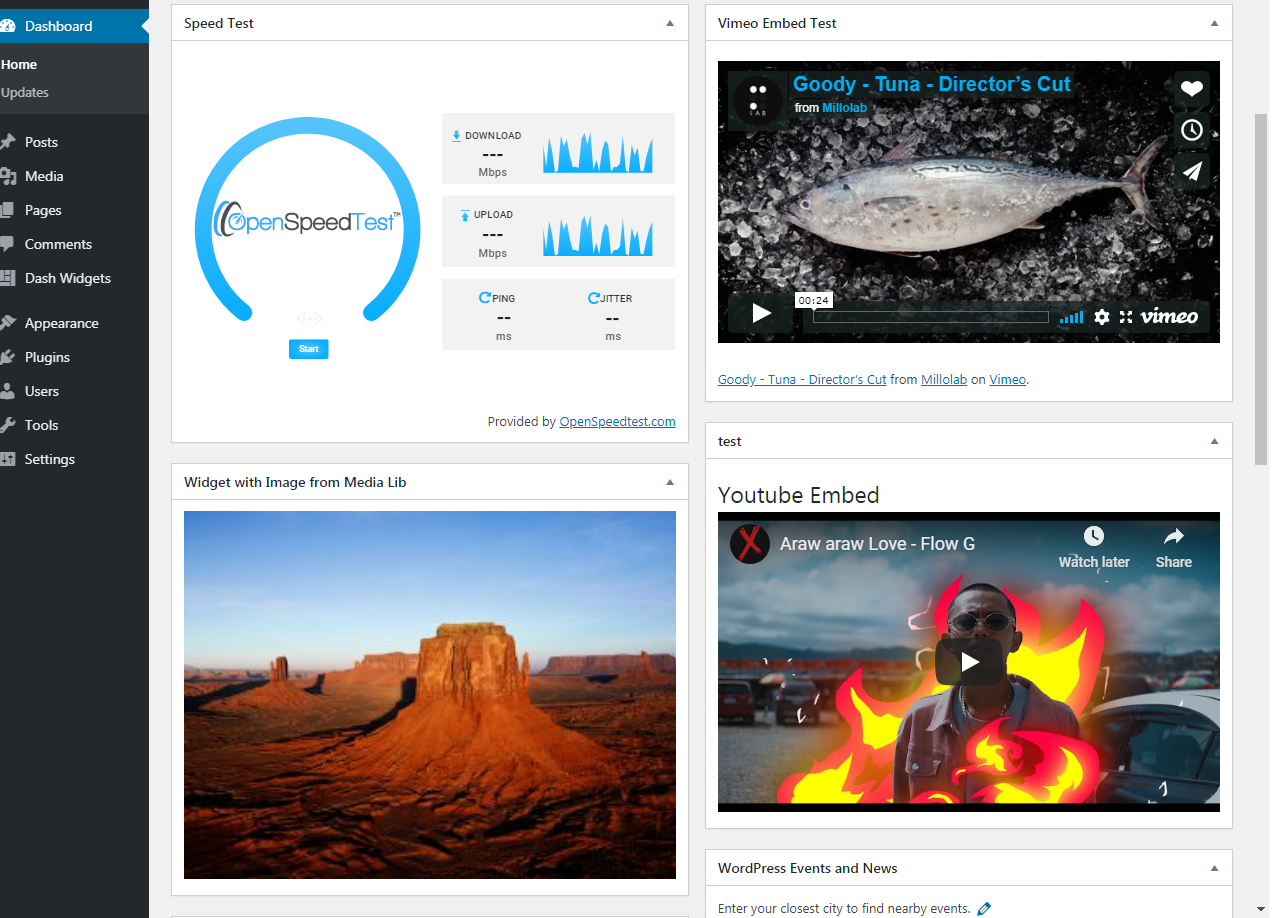 Dashboard
Home
Updates
Posts
Media
Pages
Comments
Dash Widgets
Appearance
Plugins
Users
Tools
Settings
Speed Test
OpenSpeedTest™
Start
DOWNLOAD
---
Mbps
UPLOAD
---
Mbps
PING
--
ms
JITTER
--
ms
Provided by OpenSpeedtest.com
Widget with Image from Media Lib
Vimeo Embed Test
LAB
Goody - Tuna - Director’s Cut
from Millolab
00:24
vimeo
Goody - Tuna - Director’s Cut from Millolab on Vimeo.
test
Youtube Embed
Araw araw Love - Flow G
Watch later
Share
WordPress Events and News
Enter your closest city to find nearby events.